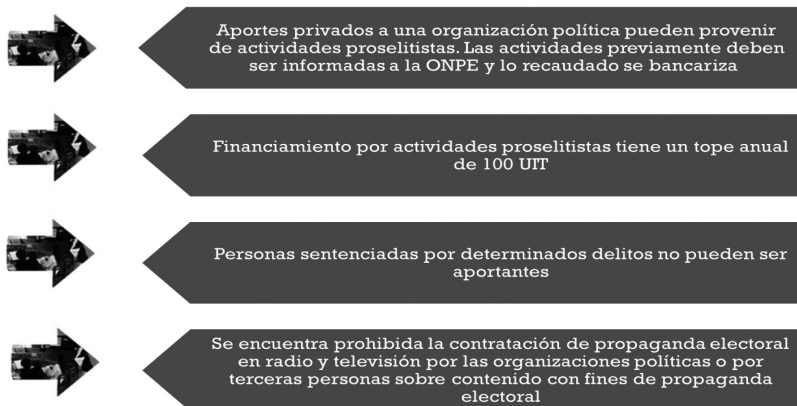 Aportes privados a una organización política pueden provenir
de actividades proselitistas. Las actividades previamente deben
ser informadas a la ONPE y lo recaudado se bancariza
Financiamiento por actividades proselitistas tiene un tope anual
de 100 UIT
Personas sentenciadas por determinados delitos no pueden ser
aportantes
Se encuentra prohibida la contratación de propaganda electoral
en radio y televisión por las organizaciones políticas o por
terceras personas sobre contenido con fines de propaganda
electoral